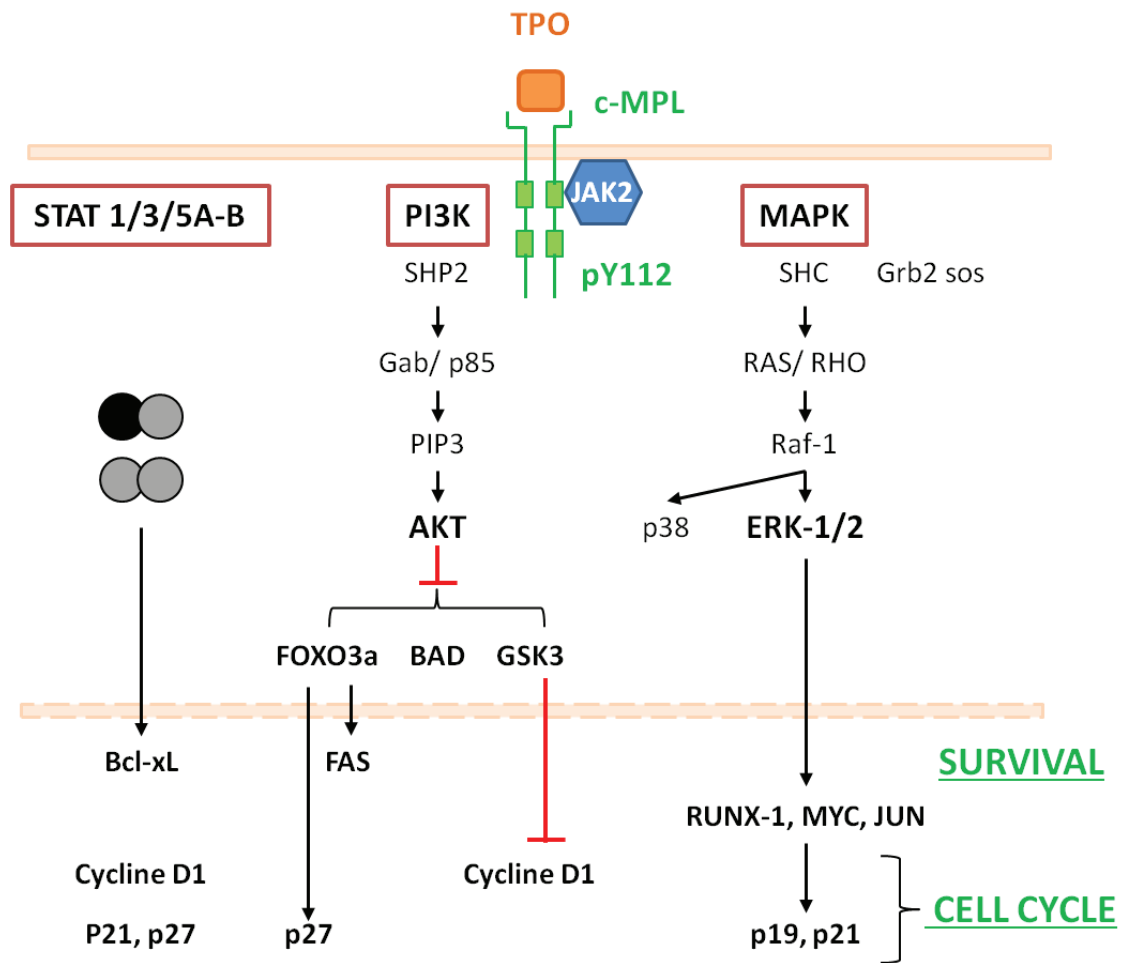 TPO
c-MPL
JAK2
STAT 1/3/5A-B
PI3K
MAPK
SHP2
pY112
SHC
Grb2 sos
Gab/ p85
RAS/ RHO
PIP3
Raf-1
AKT
p38
ERK-1/2
FOXO3a
BAD
GSK3
Bcl-xL
FAS
SURVIVAL
RUNX-1, MYC, JUN
Cycline D1
Cycline D1
CELL CYCLE
P21, p27
p27
p19, p21